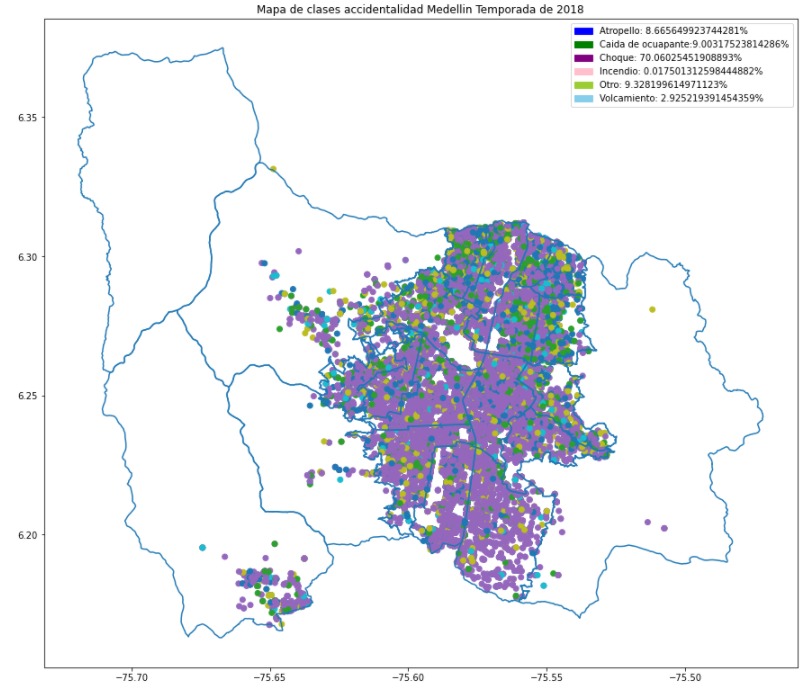 Mapa de clases accidentalidad Medellin Temporada de 2018
Atropello: 8.665649923744281%
Caida de ocuapante:9.00317523814286%
Choque: 70.06025451908893%
Incendio: 0.017501312598444882%
Otro: 9.328199614971123%
Volcamiento: 2.925219391454359%
6.35
6.30
6.25
6.20
−75.70
−75.65
−75.60
−75.55
−75.50